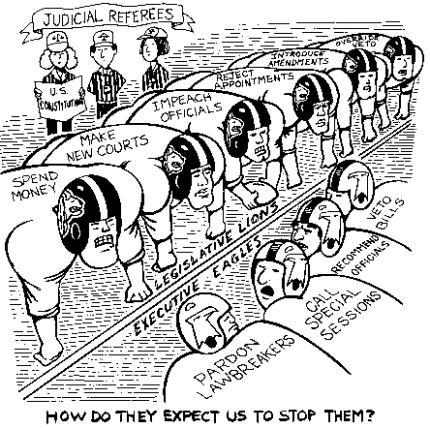 JUDICIAL REFEREES
U.S.
CONSTITUTION
OVERRIDE
VETO
INTRODUCE
AMENDMENTS
REJECT
APPOINTMENTS
IMPEACH
OFFICIALS
MAKE
NEW COURTS
SPEND
MONEY
LEGISLATIVE LIONS
EXECUTIVE EAGLES
VETO
BILLS
RECOMMEND
OFFICIALS
CALL
SPECIAL
SESSIONS
PARDON
LAWBREAKERS
HOW DO THEY EXPECT US TO STOP THEM?